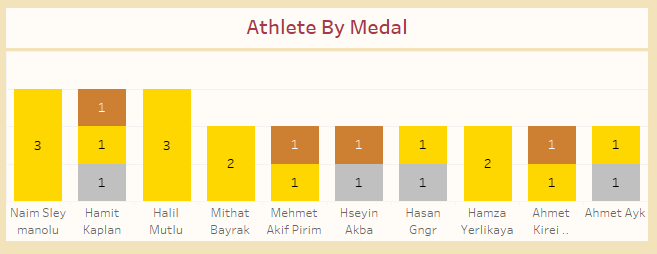 Athlete By Medal
1
1 1 1 1 1
3 1 3 2 2
1 1 1 1 1 1
Naim Sley Hamit Halil Mithat Mehmet Hseyin Hasan Hamza Ahmet Ahmet Ayk
manolu Kaplan Mutlu Bayrak Akif Pirim Akba Gngr Yerlikaya Kirei ..